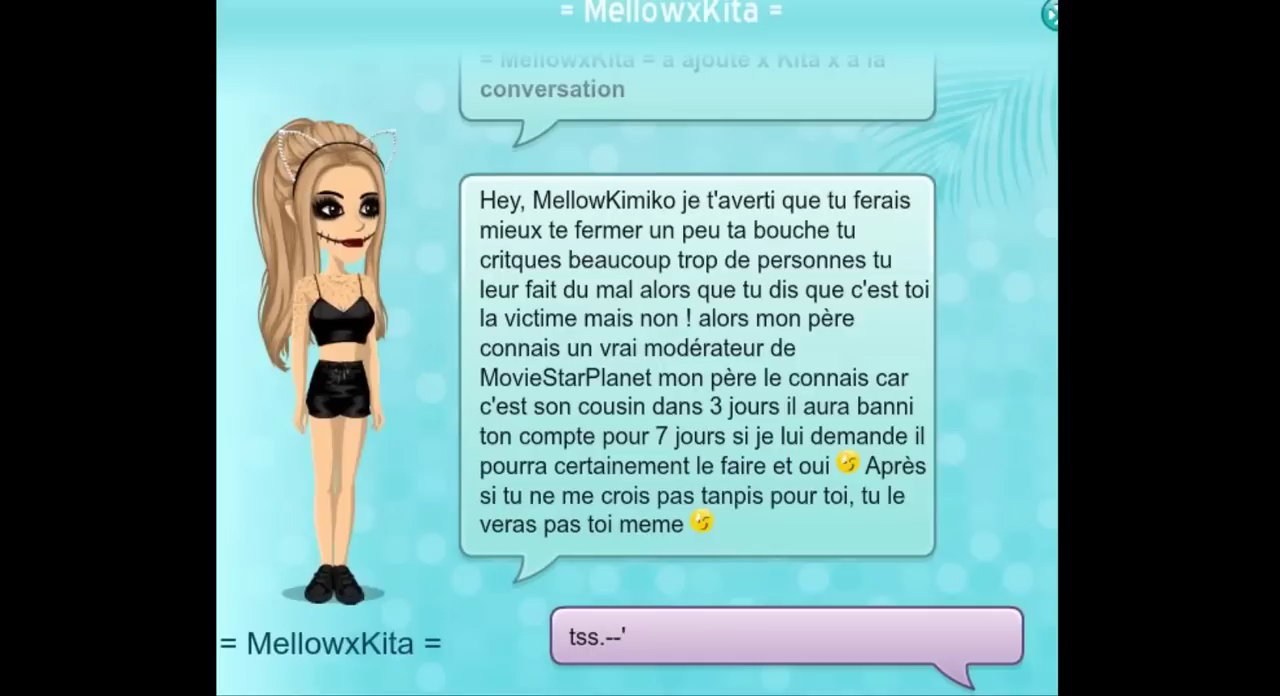 = MellowxKita =
= MellowxKita = a ajouté x Kita x à la
conversation
Hey, MellowKimiko je t'averti que tu ferais
mieux te fermer un peu ta bouche tu
critques beaucoup trop de personnes tu
leur fait du mal alors que tu dis que c'est toi
la victime mais non ! alors mon père
connais un vrai modérateur de
MovieStarPlanet mon père le connais car
c'est son cousin dans 3 jours il aura banni
ton compte pour 7 jours si je lui demande il
pourra certainement le faire et oui Après
si tu ne me crois pas tanpis pour toi, tu le
veras pas toi meme
tss.--'
= MellowxKita =